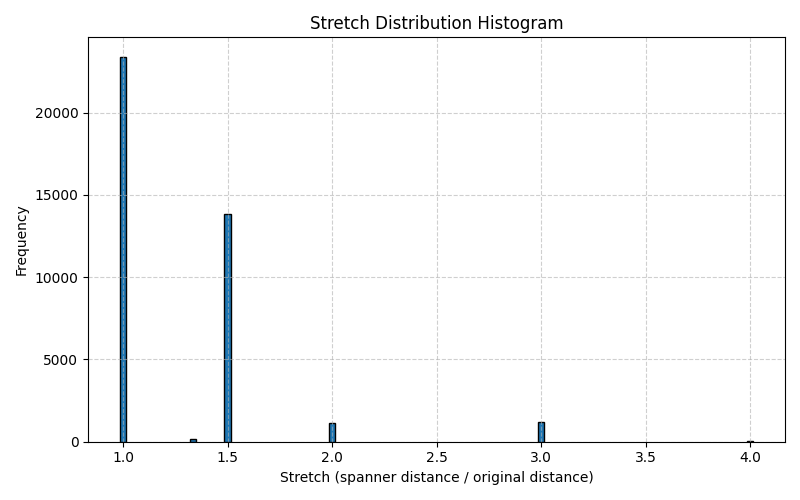 Stretch Distribution Histogram
Frequency
20000
15000
10000
5000
0
1.0 1.5 2.0 2.5 3.0 3.5 4.0
Stretch (spanner distance / original distance)